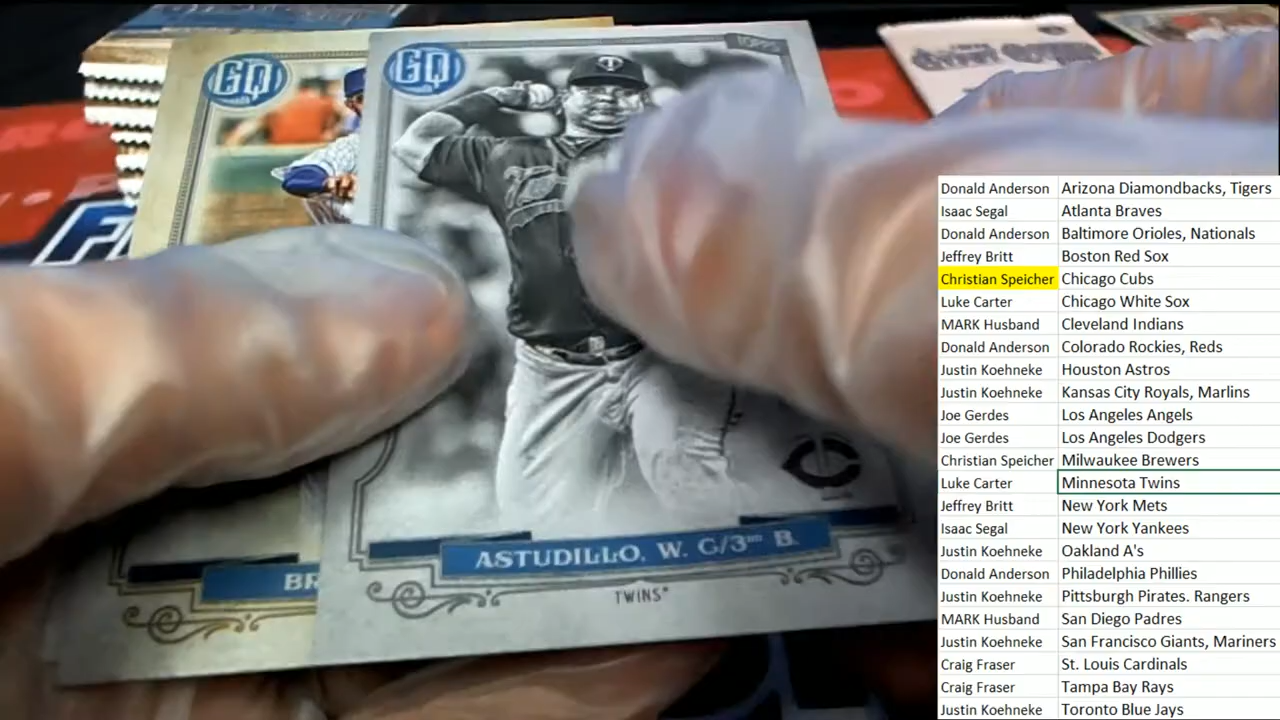 GQ
GQ
TOPPS
ASTUDILLO, W. C/3RD B.
TWINS
BR
Donald Anderson Arizona Diamondbacks, Tigers
Isaac Segal Atlanta Braves
Donald Anderson Baltimore Orioles, Nationals
Jeffrey Britt Boston Red Sox
Christian Speicher Chicago Cubs
Luke Carter Chicago White Sox
MARK Husband Cleveland Indians
Donald Anderson Colorado Rockies, Reds
Justin Koehneke Houston Astros
Justin Koehneke Kansas City Royals, Marlins
Joe Gerdes Los Angeles Angels
Joe Gerdes Los Angeles Dodgers
Christian Speicher Milwaukee Brewers
Luke Carter Minnesota Twins
Jeffrey Britt New York Mets
Isaac Segal New York Yankees
Justin Koehneke Oakland A's
Donald Anderson Philadelphia Phillies
Justin Koehneke Pittsburgh Pirates. Rangers
MARK Husband San Diego Padres
Justin Koehneke San Francisco Giants, Mariners
Craig Fraser St. Louis Cardinals
Craig Fraser Tampa Bay Rays
Justin Koehneke Toronto Blue Jays